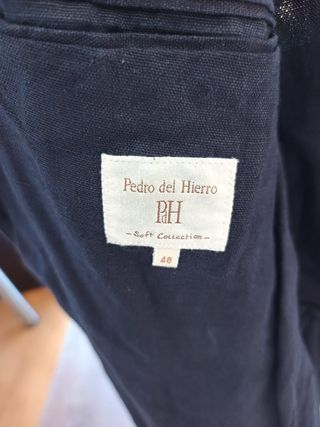 Pedro del Hierro
PdH
- Soft Collection -
48